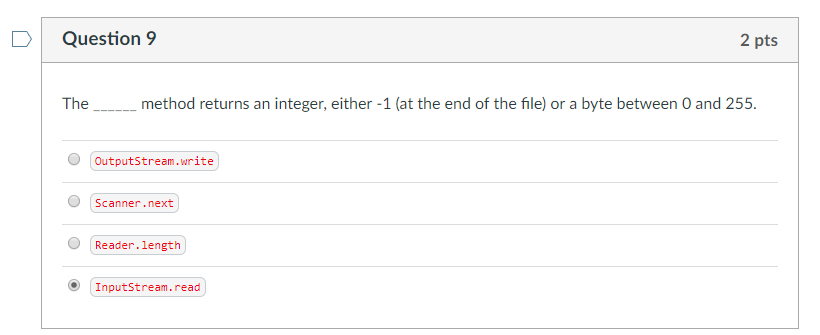 Question 9
2 pts
The ______ method returns an integer, either -1 (at the end of the file) or a byte between 0 and 255.
OutputStream.write
Scanner.next
Reader.length
InputStream.read